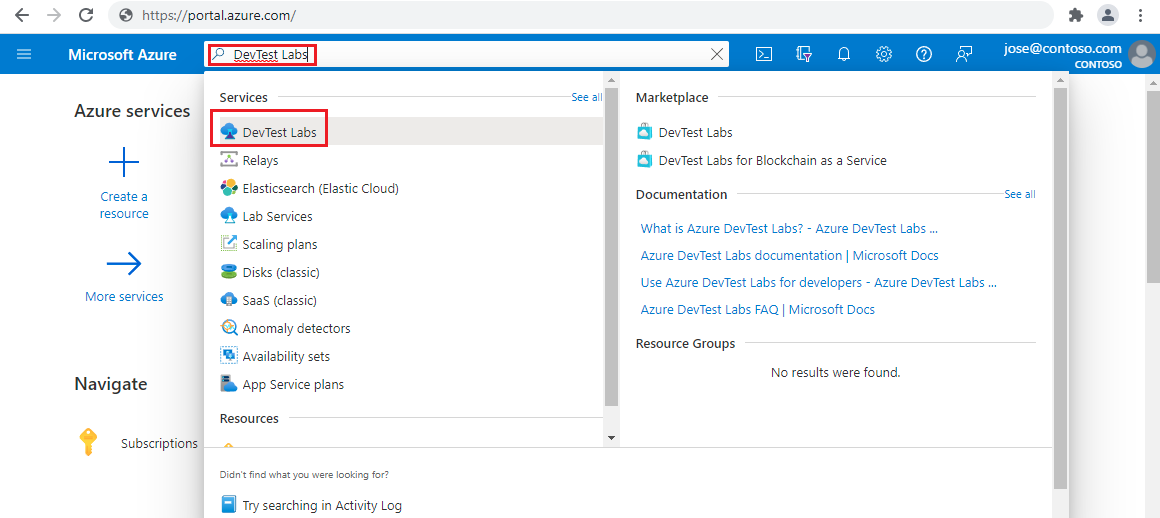 https://portal.azure.com/
Microsoft Azure
DevTest Labs
jose@contoso.com
CONTOSO
Azure services
Create a
resource
More services
Navigate
Subscriptions
Services
See all
DevTest Labs
Relays
Elasticsearch (Elastic Cloud)
Lab Services
Scaling plans
Disks (classic)
SaaS (classic)
Anomaly detectors
Availability sets
App Service plans
Resources
Marketplace
DevTest Labs
DevTest Labs for Blockchain as a Service
Documentation
See all
What is Azure DevTest Labs? - Azure DevTest Labs ...
Azure DevTest Labs documentation | Microsoft Docs
Use Azure DevTest Labs for developers - Azure DevTest Labs ...
Azure DevTest Labs FAQ | Microsoft Docs
Resource Groups
No results were found.
Didn't find what you were looking for?
Try searching in Activity Log